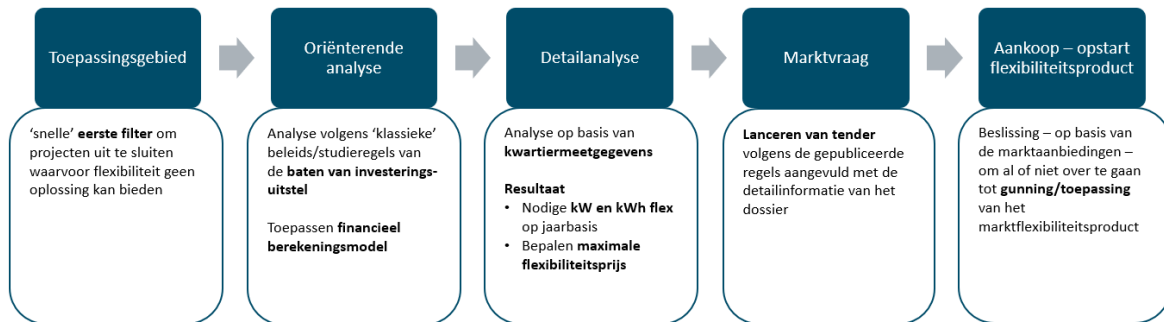 Toepassingsgebied
Oriënterende
analyse
Detailanalyse
Marktvraag
Aankoop – opstart
flexibiliteitsproduct
‘snelle’ eerste filter om
projecten uit te sluiten
waarvoor flexibiliteit geen
oplossing kan bieden
Analyse volgens ‘klassieke’
beleids/studieregels van
de baten van investerings-
uitstel
Toepassen financieel
berekeningsmodel
Analyse op basis van
kwartiermeetgegevens
Resultaat
• Nodige kW en kWh flex
op jaarbasis
• Bepalen maximale
flexibiliteitsprijs
Lanceren van tender
volgens de gepubliceerde
regels aangevuld met de
detailinformatie van het
dossier
Beslissing – op basis van
de marktaanbiedingen –
om al of niet over te gaan
tot gunning/toepassing
van het
marktflexibiliteitsproduct